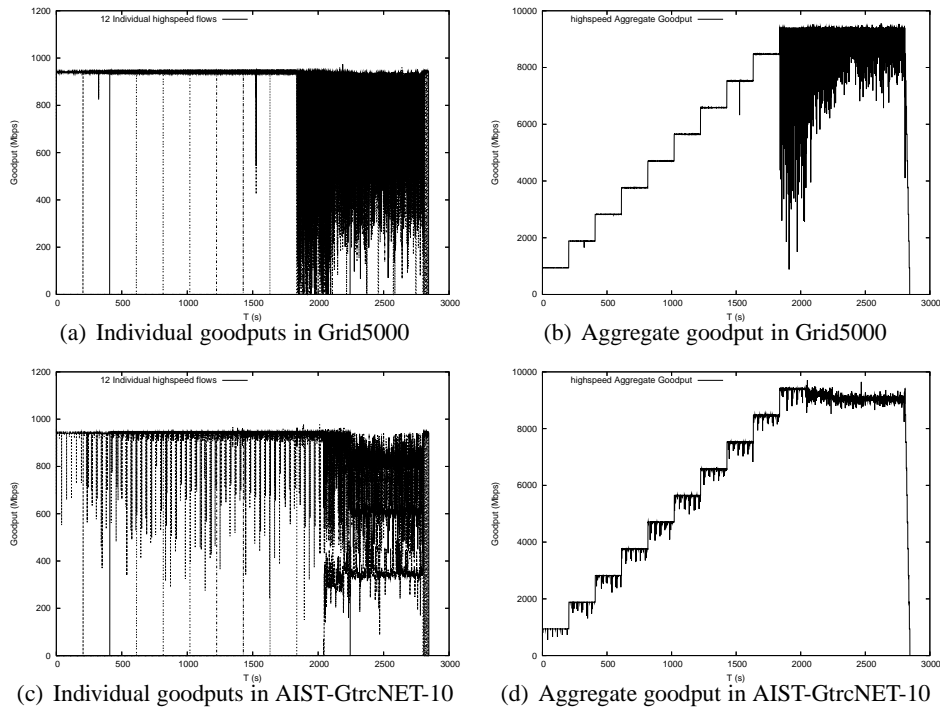 12 Individual highspeed flows
1200
1000
800
600
400
200
0
Goodput (Mbps)
0 500 1000 1500 2000 2500 3000
T (s)
(a) Individual goodputs in Grid5000
highspeed Aggregate Goodput
10000
8000
6000
4000
2000
0
Goodput (Mbps)
0 500 1000 1500 2000 2500 3000
T (s)
(b) Aggregate goodput in Grid5000
12 Individual highspeed flows
1200
1000
800
600
400
200
0
Goodput (Mbps)
0 500 1000 1500 2000 2500 3000
T (s)
(c) Individual goodputs in AIST-GtrcNET-10
highspeed Aggregate Goodput
10000
8000
6000
4000
2000
0
Goodput (Mbps)
0 500 1000 1500 2000 2500 3000
T (s)
(d) Aggregate goodput in AIST-GtrcNET-10